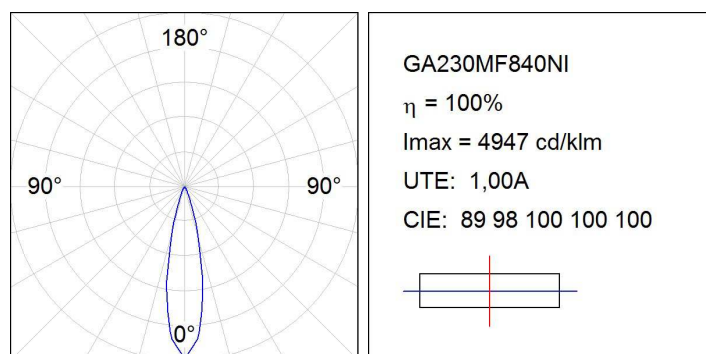 180°
90° 90°
0°
GA230MF840NI
η = 100%
Imax = 4947 cd/klm
UTE: 1,00A
CIE: 89 98 100 100 100